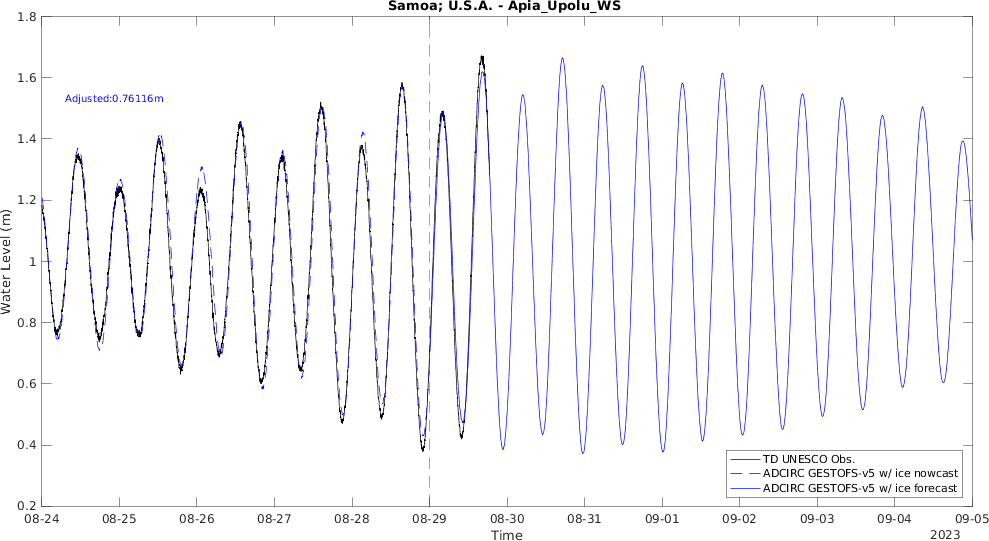 Samoa; U.S.A. - Apia_Upolu_WS
1.8
1.6
1.4
1.2
1
0.8
0.6
0.4
0.2
Water Level (m)
Adjusted:0.76116m
TD UNESCO Obs.
ADCIRC GESTOFS-v5 w/ ice nowcast
ADCIRC GESTOFS-v5 w/ ice forecast
08-24 08-25 08-26 08-27 08-28 08-29 08-30 08-31 09-01 09-02 09-03 09-04 09-05
Time
2023